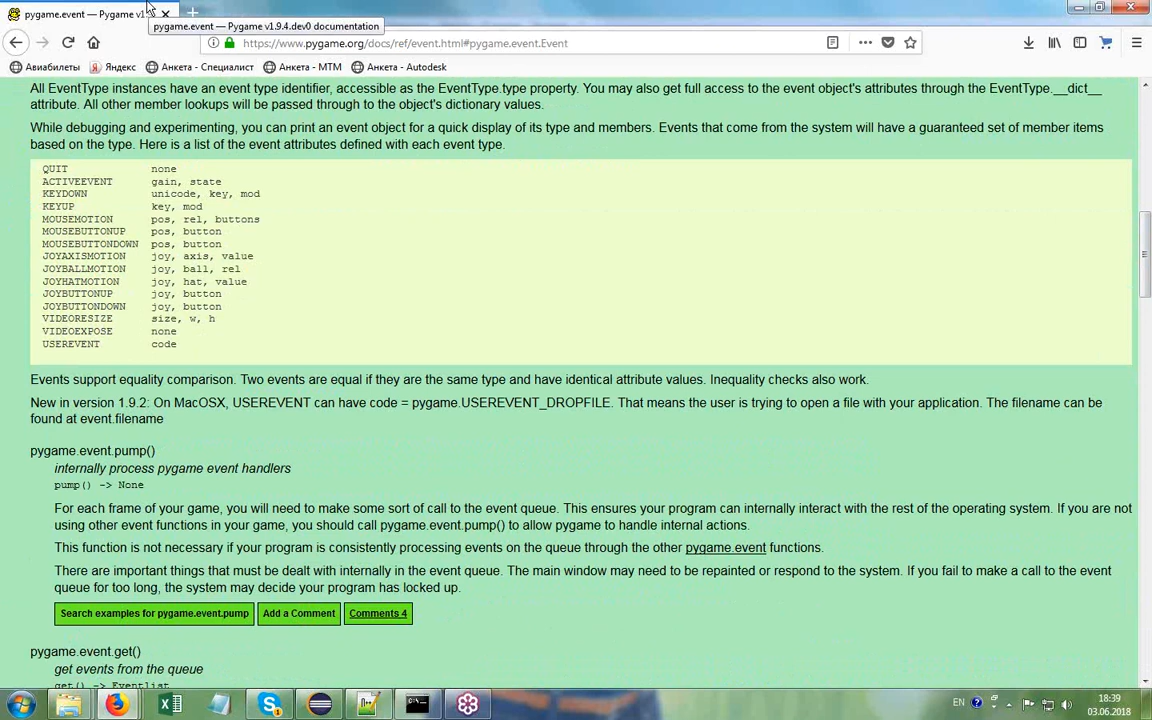 pygame.event — Pygame v1
pygame.event — Pygame v1.9.4.dev0 documentation
https://www.pygame.org/docs/ref/event.html#pygame.event.Event
Авиабилеты
Яндекс
Анкета - Специалист
Анкета - МТМ
Анкета - Autodesk
All EventType instances have an event type identifier, accessible as the EventType.type property. You may also get full access to the event object's attributes through the EventType.__dict__
attribute. All other member lookups will be passed through to the object's dictionary values.
While debugging and experimenting, you can print an event object for a quick display of its type and members. Events that come from the system will have a guaranteed set of member items
based on the type. Here is a list of the event attributes defined with each event type.
QUIT none
ACTIVEEVENT gain, state
KEYDOWN unicode, key, mod
KEYUP key, mod
MOUSEMOTION pos, rel, buttons
MOUSEBUTTONUP pos, button
MOUSEBUTTONDOWN pos, button
JOYAXISMOTION joy, axis, value
JOYBALLMOTION joy, ball, rel
JOYHATMOTION joy, hat, value
JOYBUTTONUP joy, button
JOYBUTTONDOWN joy, button
VIDEORESIZE size, w, h
VIDEOEXPOSE none
USEREVENT code
Events support equality comparison. Two events are equal if they are the same type and have identical attribute values. Inequality checks also work.
New in version 1.9.2: On MacOSX, USEREVENT can have code = pygame.USEREVENT_DROPFILE. That means the user is trying to open a file with your application. The filename can be
found at event.filename
pygame.event.pump()
internally process pygame event handlers
pump() -> None
For each frame of your game, you will need to make some sort of call to the event queue. This ensures your program can internally interact with the rest of the operating system. If you are not
using other event functions in your game, you should call pygame.event.pump() to allow pygame to handle internal actions.
This function is not necessary if your program is consistently processing events on the queue through the other pygame.event functions.
There are important things that must be dealt with internally in the event queue. The main window may need to be repainted or respond to the system. If you fail to make a call to the event
queue for too long, the system may decide your program has locked up.
Search examples for pygame.event.pump
Add a Comment
Comments 4
pygame.event.get()
get events from the queue
get() -> Eventlist
EN
18:39
03.06.2018